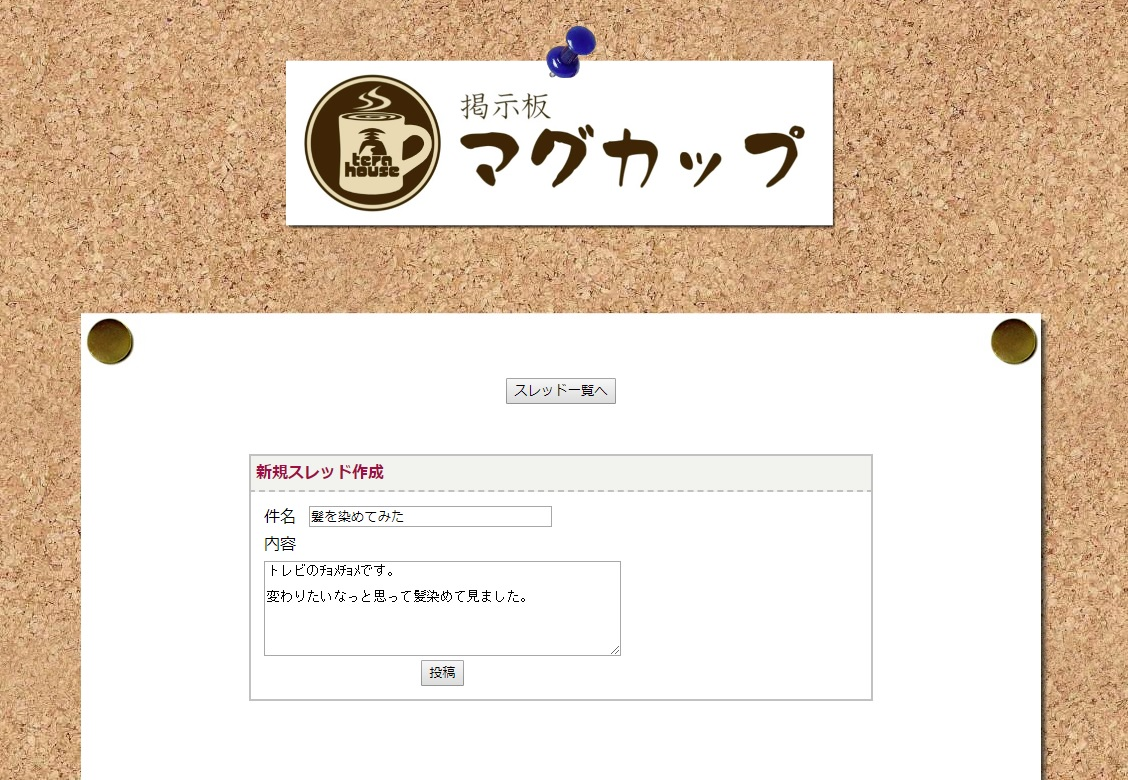 掲示板
tera
house
マグカップ
スレッド一覧へ
新規スレッド作成
件名 髪を染めてみた
内容
トレビのﾁｮﾒﾁｮﾒです。
変わりたいなっと思って髪染めて見ました。
投稿